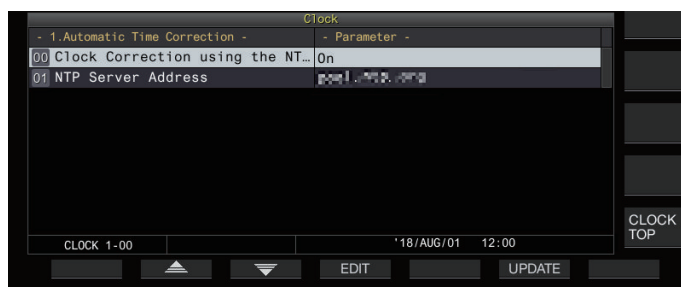 Clock
- 1.Automatic Time Correction - - Parameter -
00 Clock Correction using the NT… On
01 NTP Server Address
CLOCK 1-00 '18/AUG/01 12:00
CLOCK
TOP
EDIT UPDATE